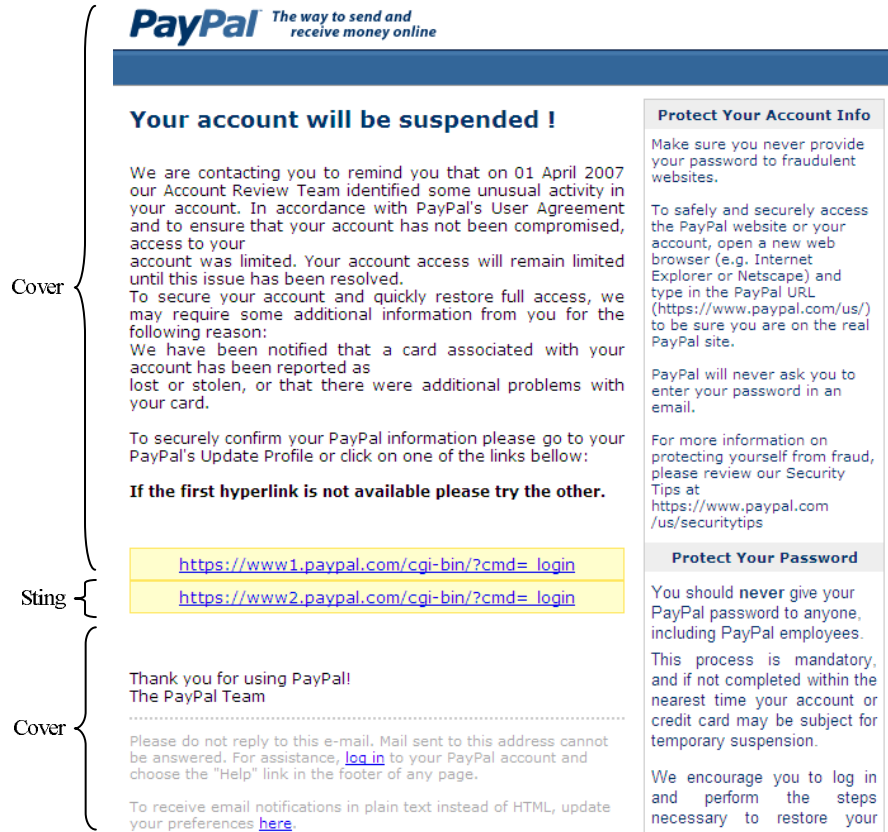 PayPal The way to send and
receive money online
Your account will be suspended !
We are contacting you to remind you that on 01 April 2007
our Account Review Team identified some unusual activity in
your account. In accordance with PayPal's User Agreement
and to ensure that your account has not been compromised,
access to your
account was limited. Your account access will remain limited
until this issue has been resolved.
To secure your account and quickly restore full access, we
may require some additional information from you for the
following reason:
We have been notified that a card associated with your
account has been reported as
lost or stolen, or that there were additional problems with
your card.
To securely confirm your PayPal information please go to your
PayPal's Update Profile or click on one of the links bellow:
If the first hyperlink is not available please try the other.
https://www1.paypal.com/cgi-bin/?cmd=_login
https://www2.paypal.com/cgi-bin/?cmd=_login
Thank you for using PayPal!
The PayPal Team
Please do not reply to this e-mail. Mail sent to this address cannot
be answered. For assistance, log in to your PayPal account and
choose the "Help" link in the footer of any page.
To receive email notifications in plain text instead of HTML, update
your preferences here.
Protect Your Account Info
Make sure you never provide
your password to fraudulent
websites.
To safely and securely access
the PayPal website or your
account, open a new web
browser (e.g. Internet
Explorer or Netscape) and
type in the PayPal URL
(https://www.paypal.com/us/)
to be sure you are on the real
PayPal site.
PayPal will never ask you to
enter your password in an
email.
For more information on
protecting yourself from fraud,
please review our Security
Tips at
https://www.paypal.com
/us/securitytips
Protect Your Password
You should never give your
PayPal password to anyone,
including PayPal employees.
This process is mandatory,
and if not completed within the
nearest time your account or
credit card may be subject for
temporary suspension.
We encourage you to log in
and perform the steps
necessary to restore your
Cover
Sting
Cover